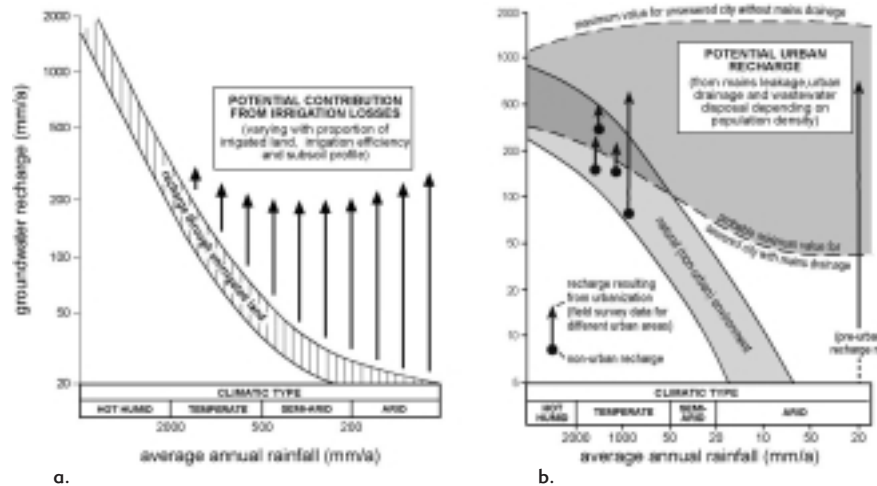 2000
1000
500
200
100
50
20
groundwater recharge (mm/a)
POTENTIAL CONTRIBUTION
FROM IRRIGATION LOSSES
(varying with proportion of
irrigated land, irrigation efficiency
and subsoil profile)
recharge through unirrigated land
CLIMATIC TYPE
HOT HUMID
TEMPERATE
SEMI-ARID
ARID
2000
500
200
average annual rainfall (mm/a)
a.
2000
1000
600
200
100
50
20
10
5
maximum value for unsewered city without mains drainage
POTENTIAL URBAN
RECHARGE
(from mains leakage,urban
drainage and wastewater
disposal depending on
population density)
probable minimum value for
sewered city with mains drainage
natural (non-urban) environment
recharge resulting
from urbanization
(field survey data for
different urban areas)
non-urban recharge
(pre-urba
recharge
CLIMATIC TYPE
HOT
HUMID
TEMPERATE
SEMI-
ARID
ARID
2000
1000
50
20
10
50
20
average annual rainfall (mm/a)
b.